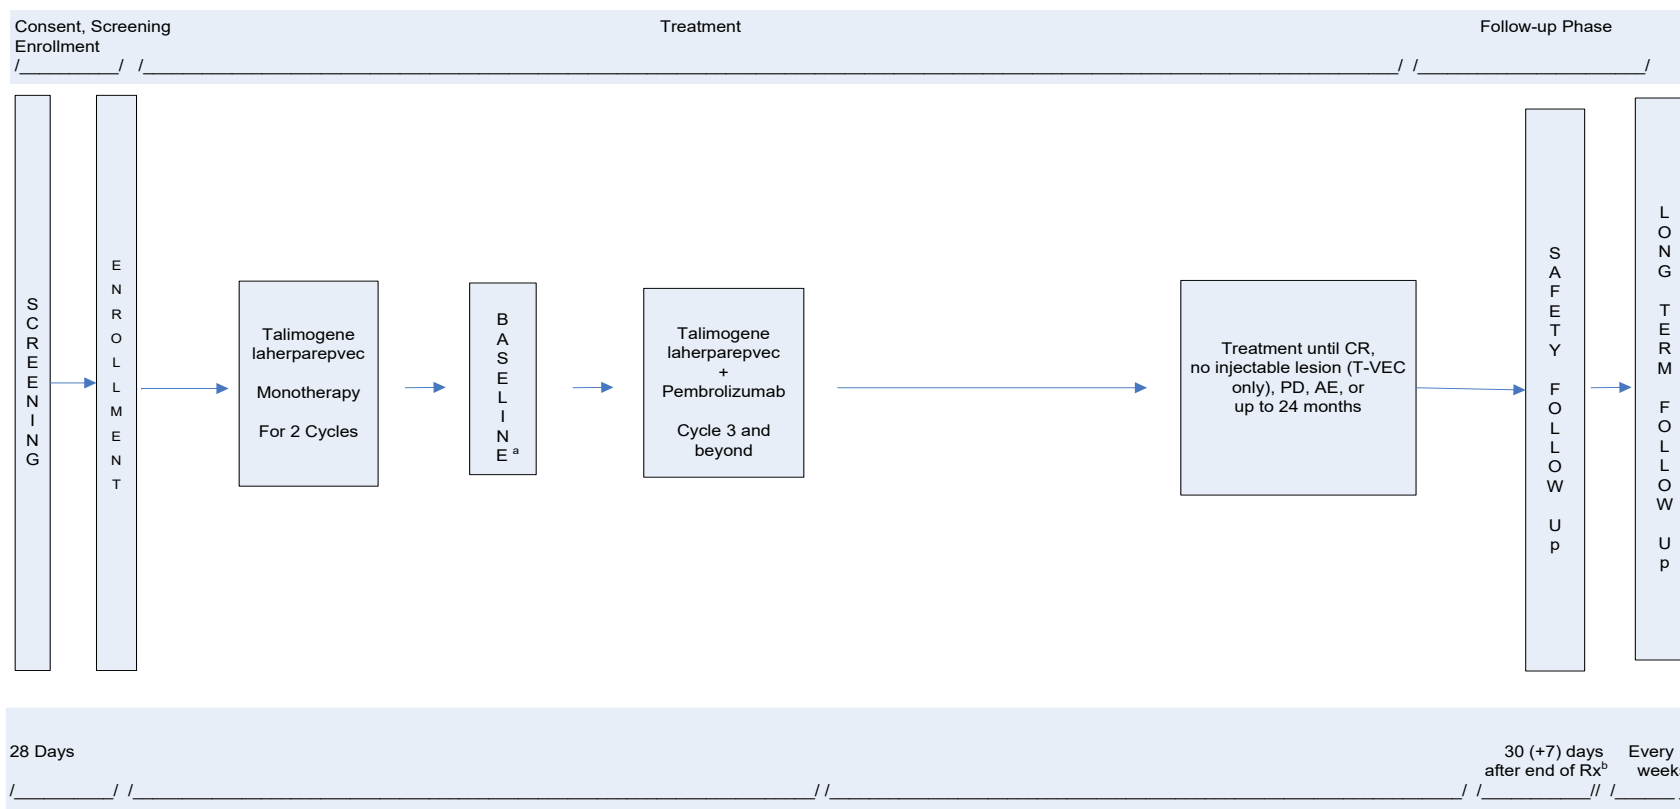 Consent, Screening
Enrollment
Treatment
Follow-up Phase
SCREENING
ENROLLMENT
Talimogene
laherparepvec
Monotherapy
For 2 Cycles
BASELINE a
Talimogene
laherparepvec
+
Pembrolizumab
Cycle 3 and
beyond
Treatment until CR,
no injectable lesion (T-VEC
only), PD, AE, or
up to 24 months
SAFETY FOLLOW Up
LONG TERM FOLLOW Up
28 Days
30 (+7) days
after end of Rxb
Every
week